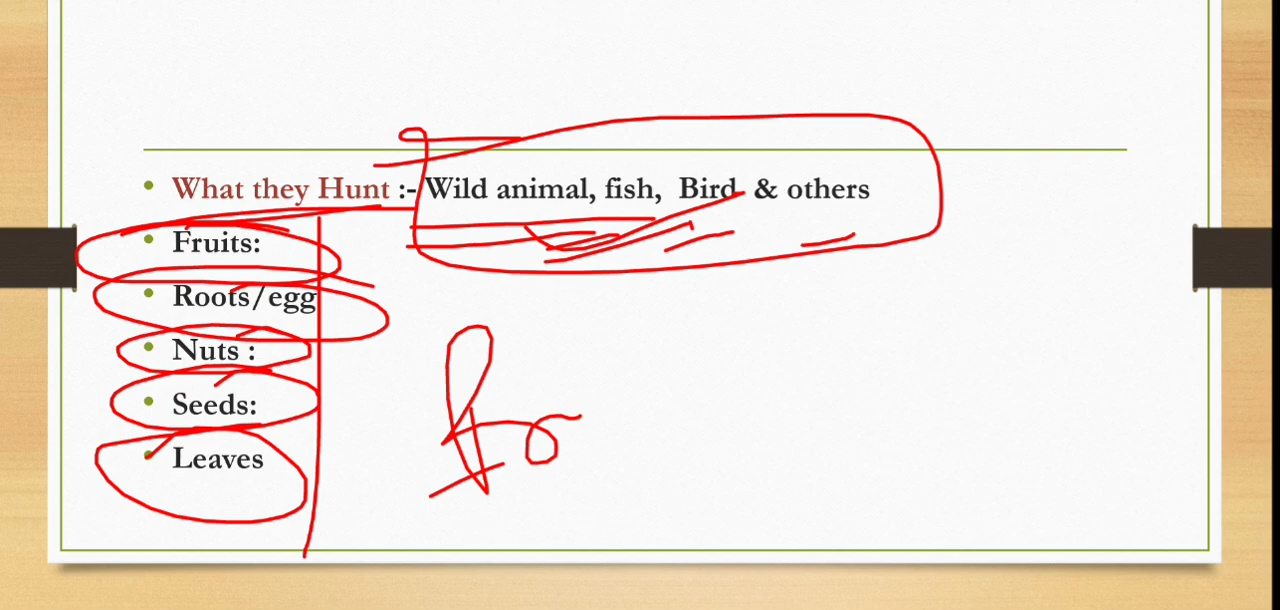 What they Hunt :- Wild animal, fish, Bird & others
Fruits:
Roots/egg
Nuts :
Seeds:
Leaves